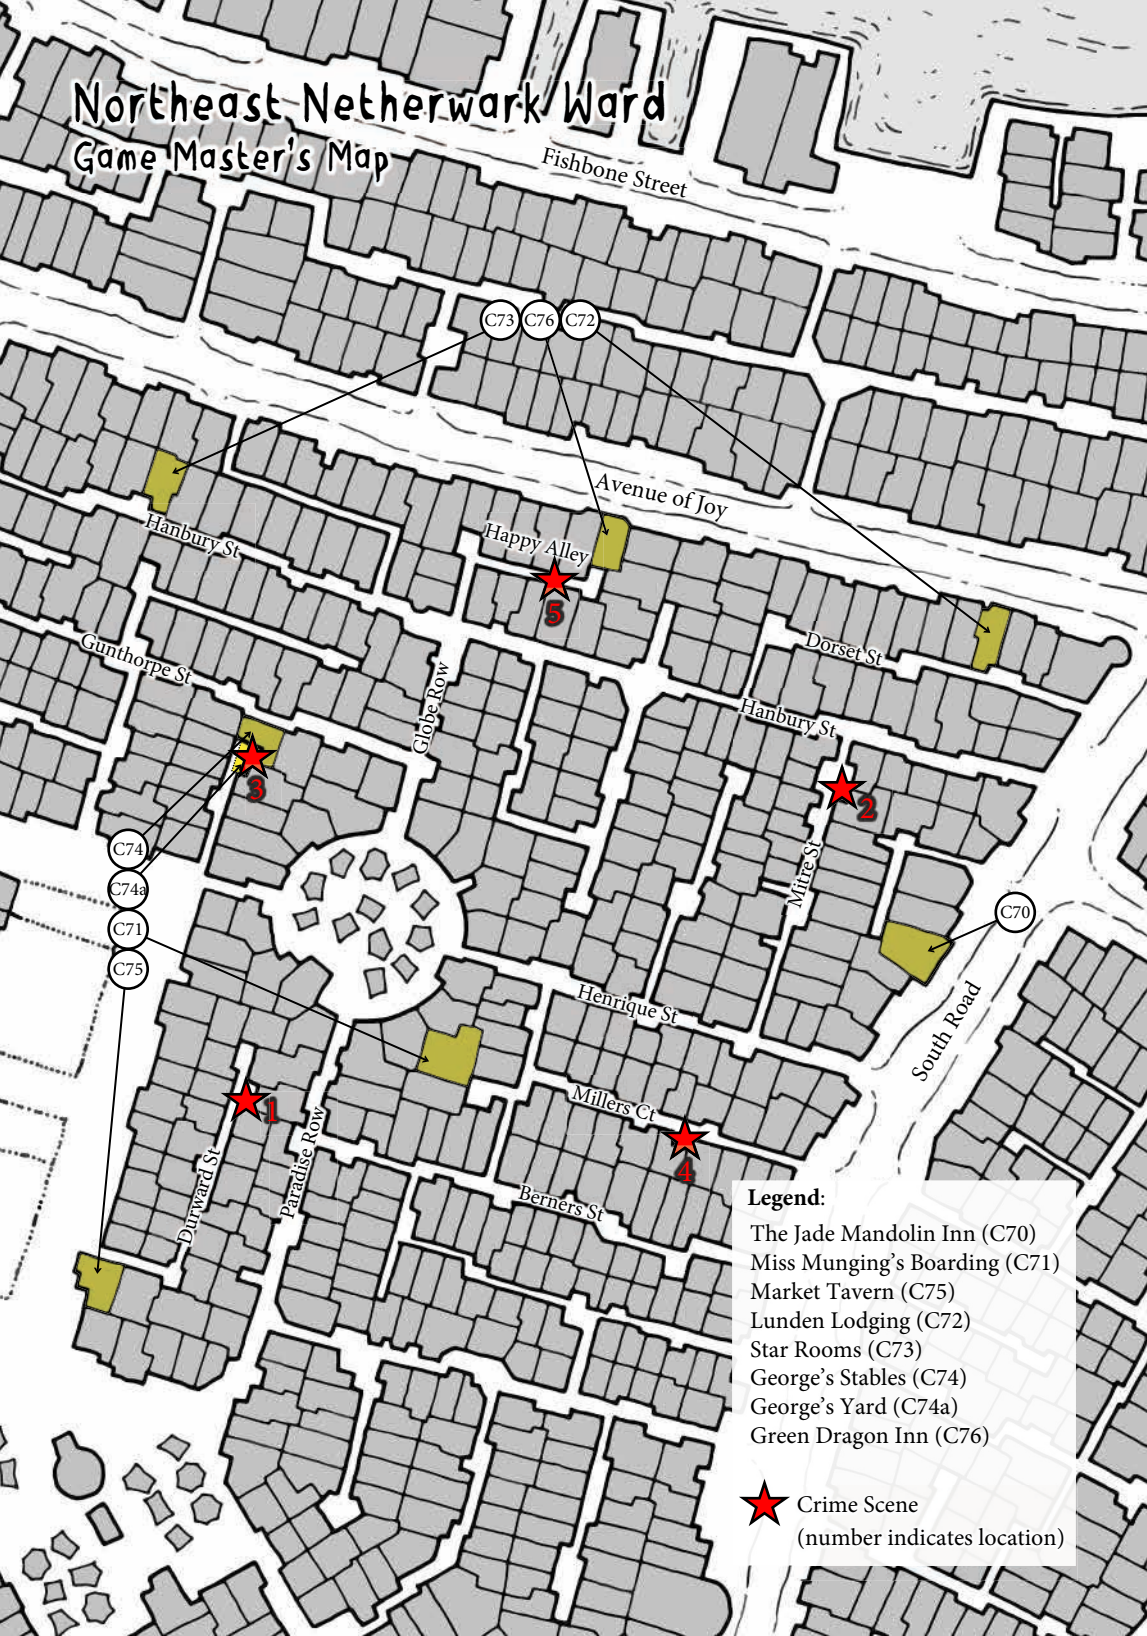 Northeast Netherwark Ward
Game Master's Map
Fishbone Street
C73 C76 C72
Avenue of Joy
Hanbury St
Happy Alley
5
Gunthorpe St
Globe Row
Dorset St
Hanbury St
3
2
C74
Mitre St
C74a
C70
C71
C75
Henrique St
South Road
1
Millers Ct
Paradise Row
4
Durward St
Berners St
Legend:
The Jade Mandolin Inn (C70)
Miss Munging's Boarding (C71)
Market Tavern (C75)
Lunden Lodging (C72)
Star Rooms (C73)
George's Stables (C74)
George's Yard (C74a)
Green Dragon Inn (C76)
Crime Scene
(number indicates location)